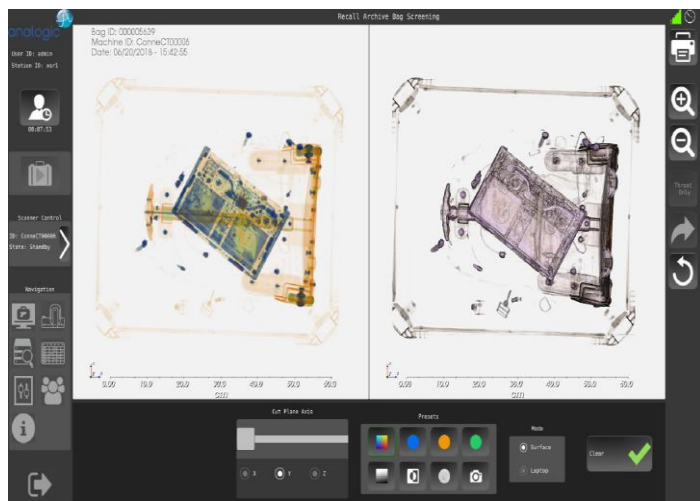 Recall Archive Bag Screening
analogic
User ID: admin
Station ID: wsr1
00:07:53
Scanner Control
ID: ConneCT00006
State: Standby
Navigation
Bag ID: 000005639
Machine ID: ConneCT00006
Date: 06/20/2018 - 15:42:55
0.00 10.0 20.0 30.0 40.0 50.0 60.0
cm
0.00 10.0 20.0 30.0 40.0 50.0 60.0
cm
Cut Plane Axis
X Y Z
Presets
Mode
Surface
Laptop
Clear
Threat
Only